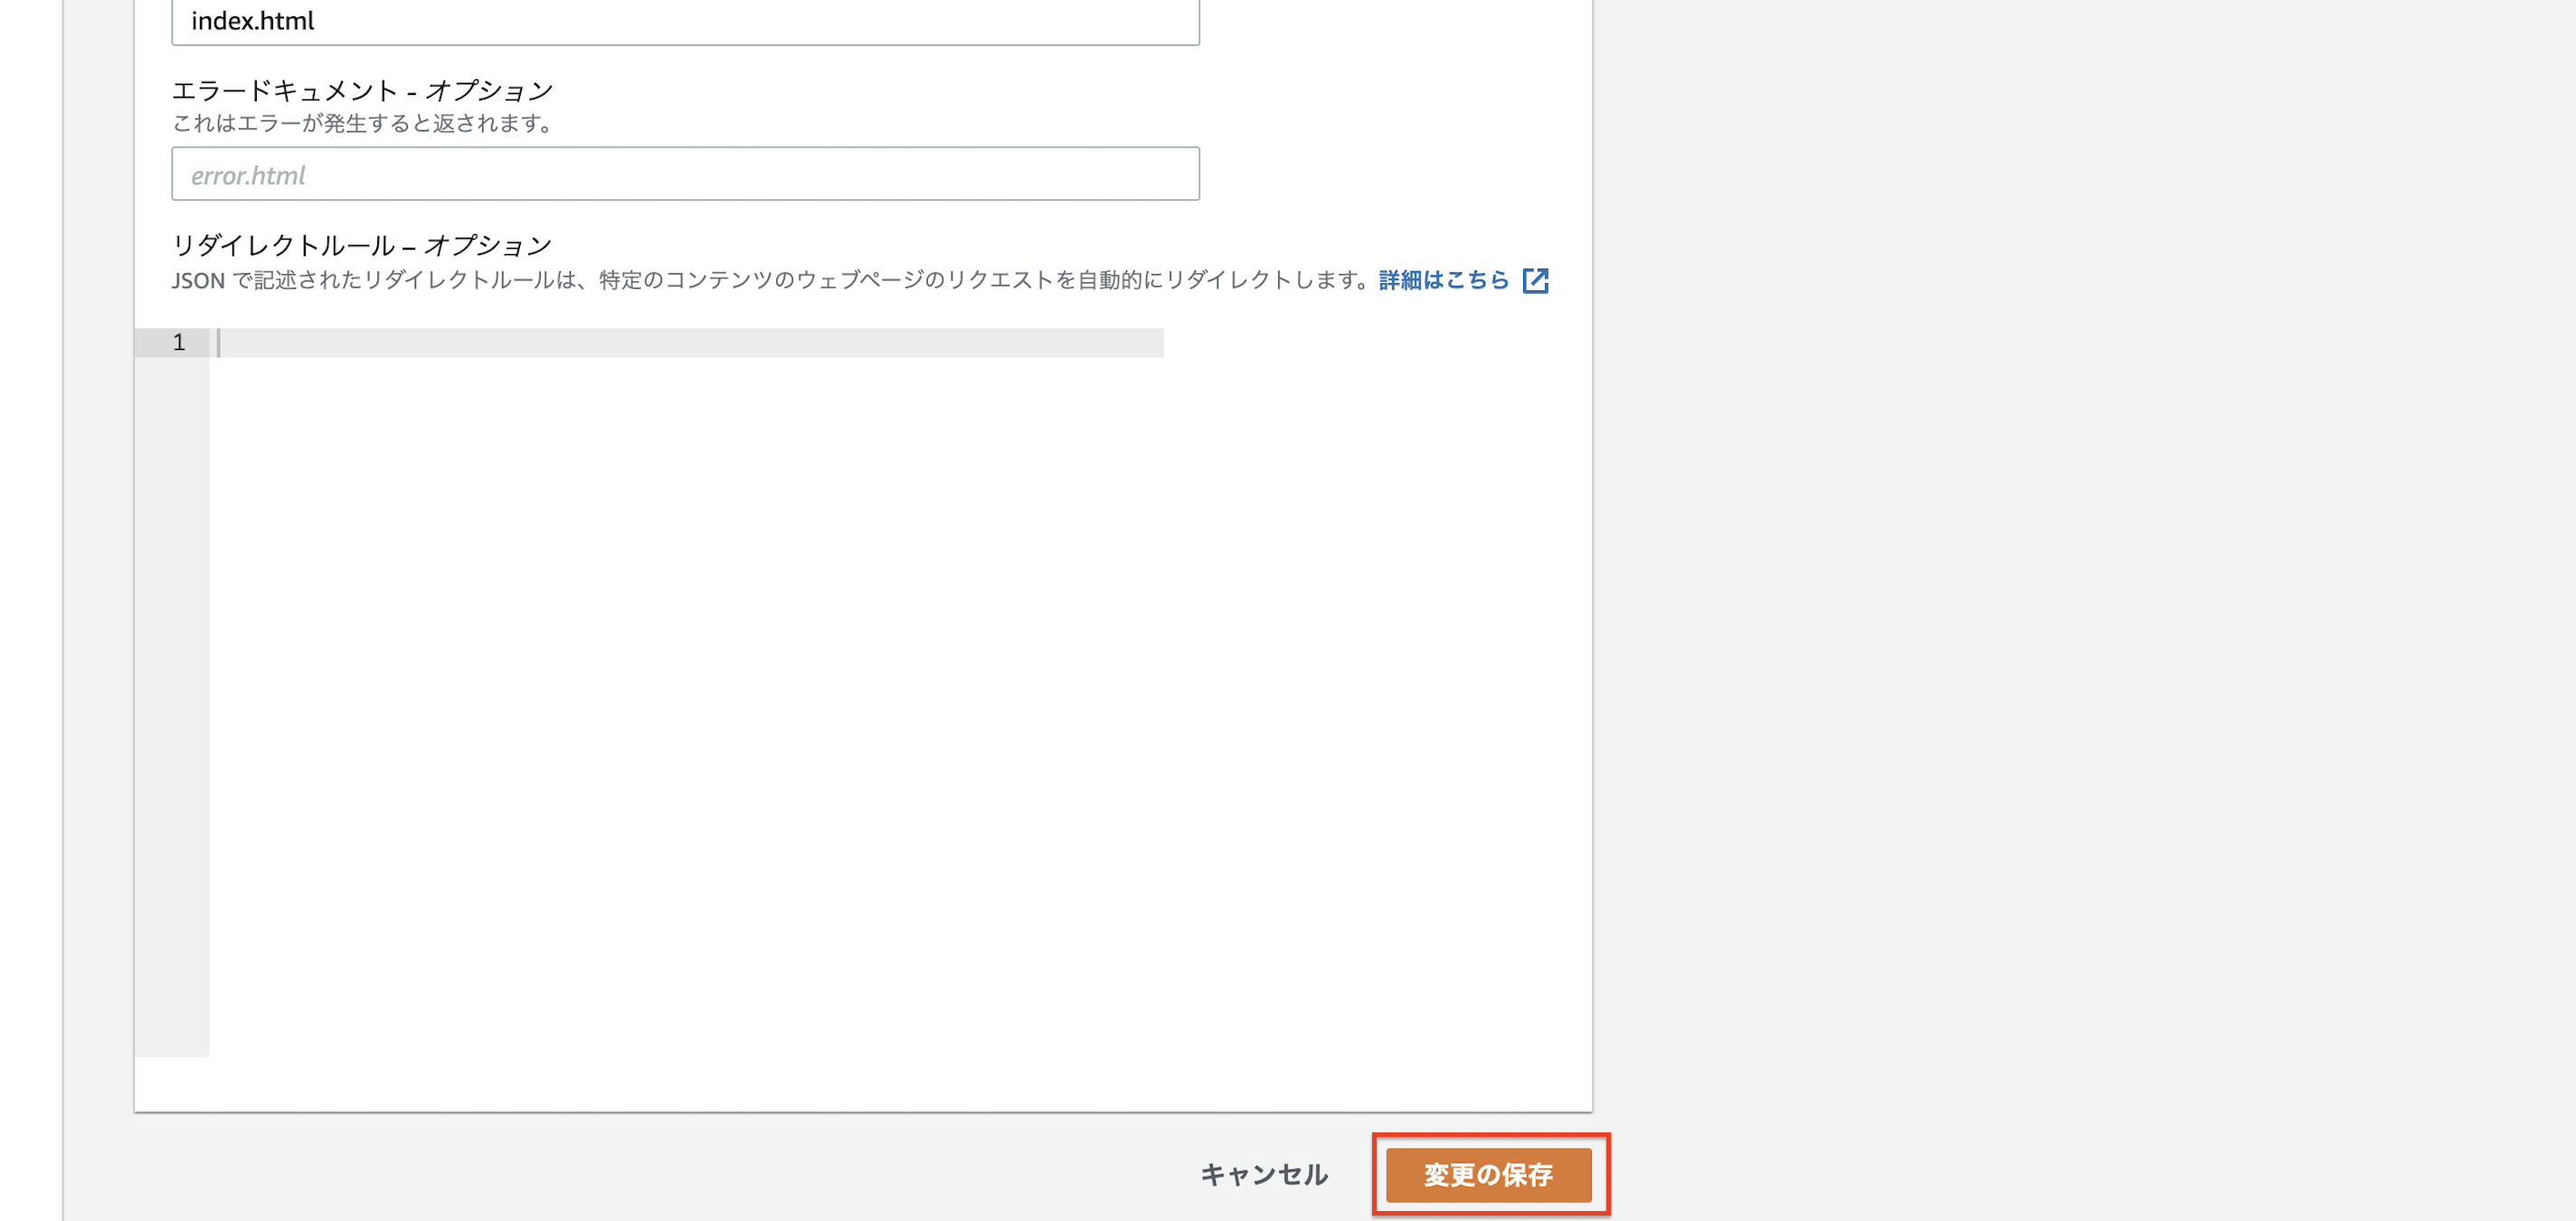 index.html
エラードキュメント - オプション
これはエラーが発生すると返されます。
error.html
リダイレクトルール – オプション
JSON で記述されたリダイレクトルールは、特定のコンテンツのウェブページのリクエストを自動的にリダイレクトします。詳細はこちら
1
キャンセル
変更の保存